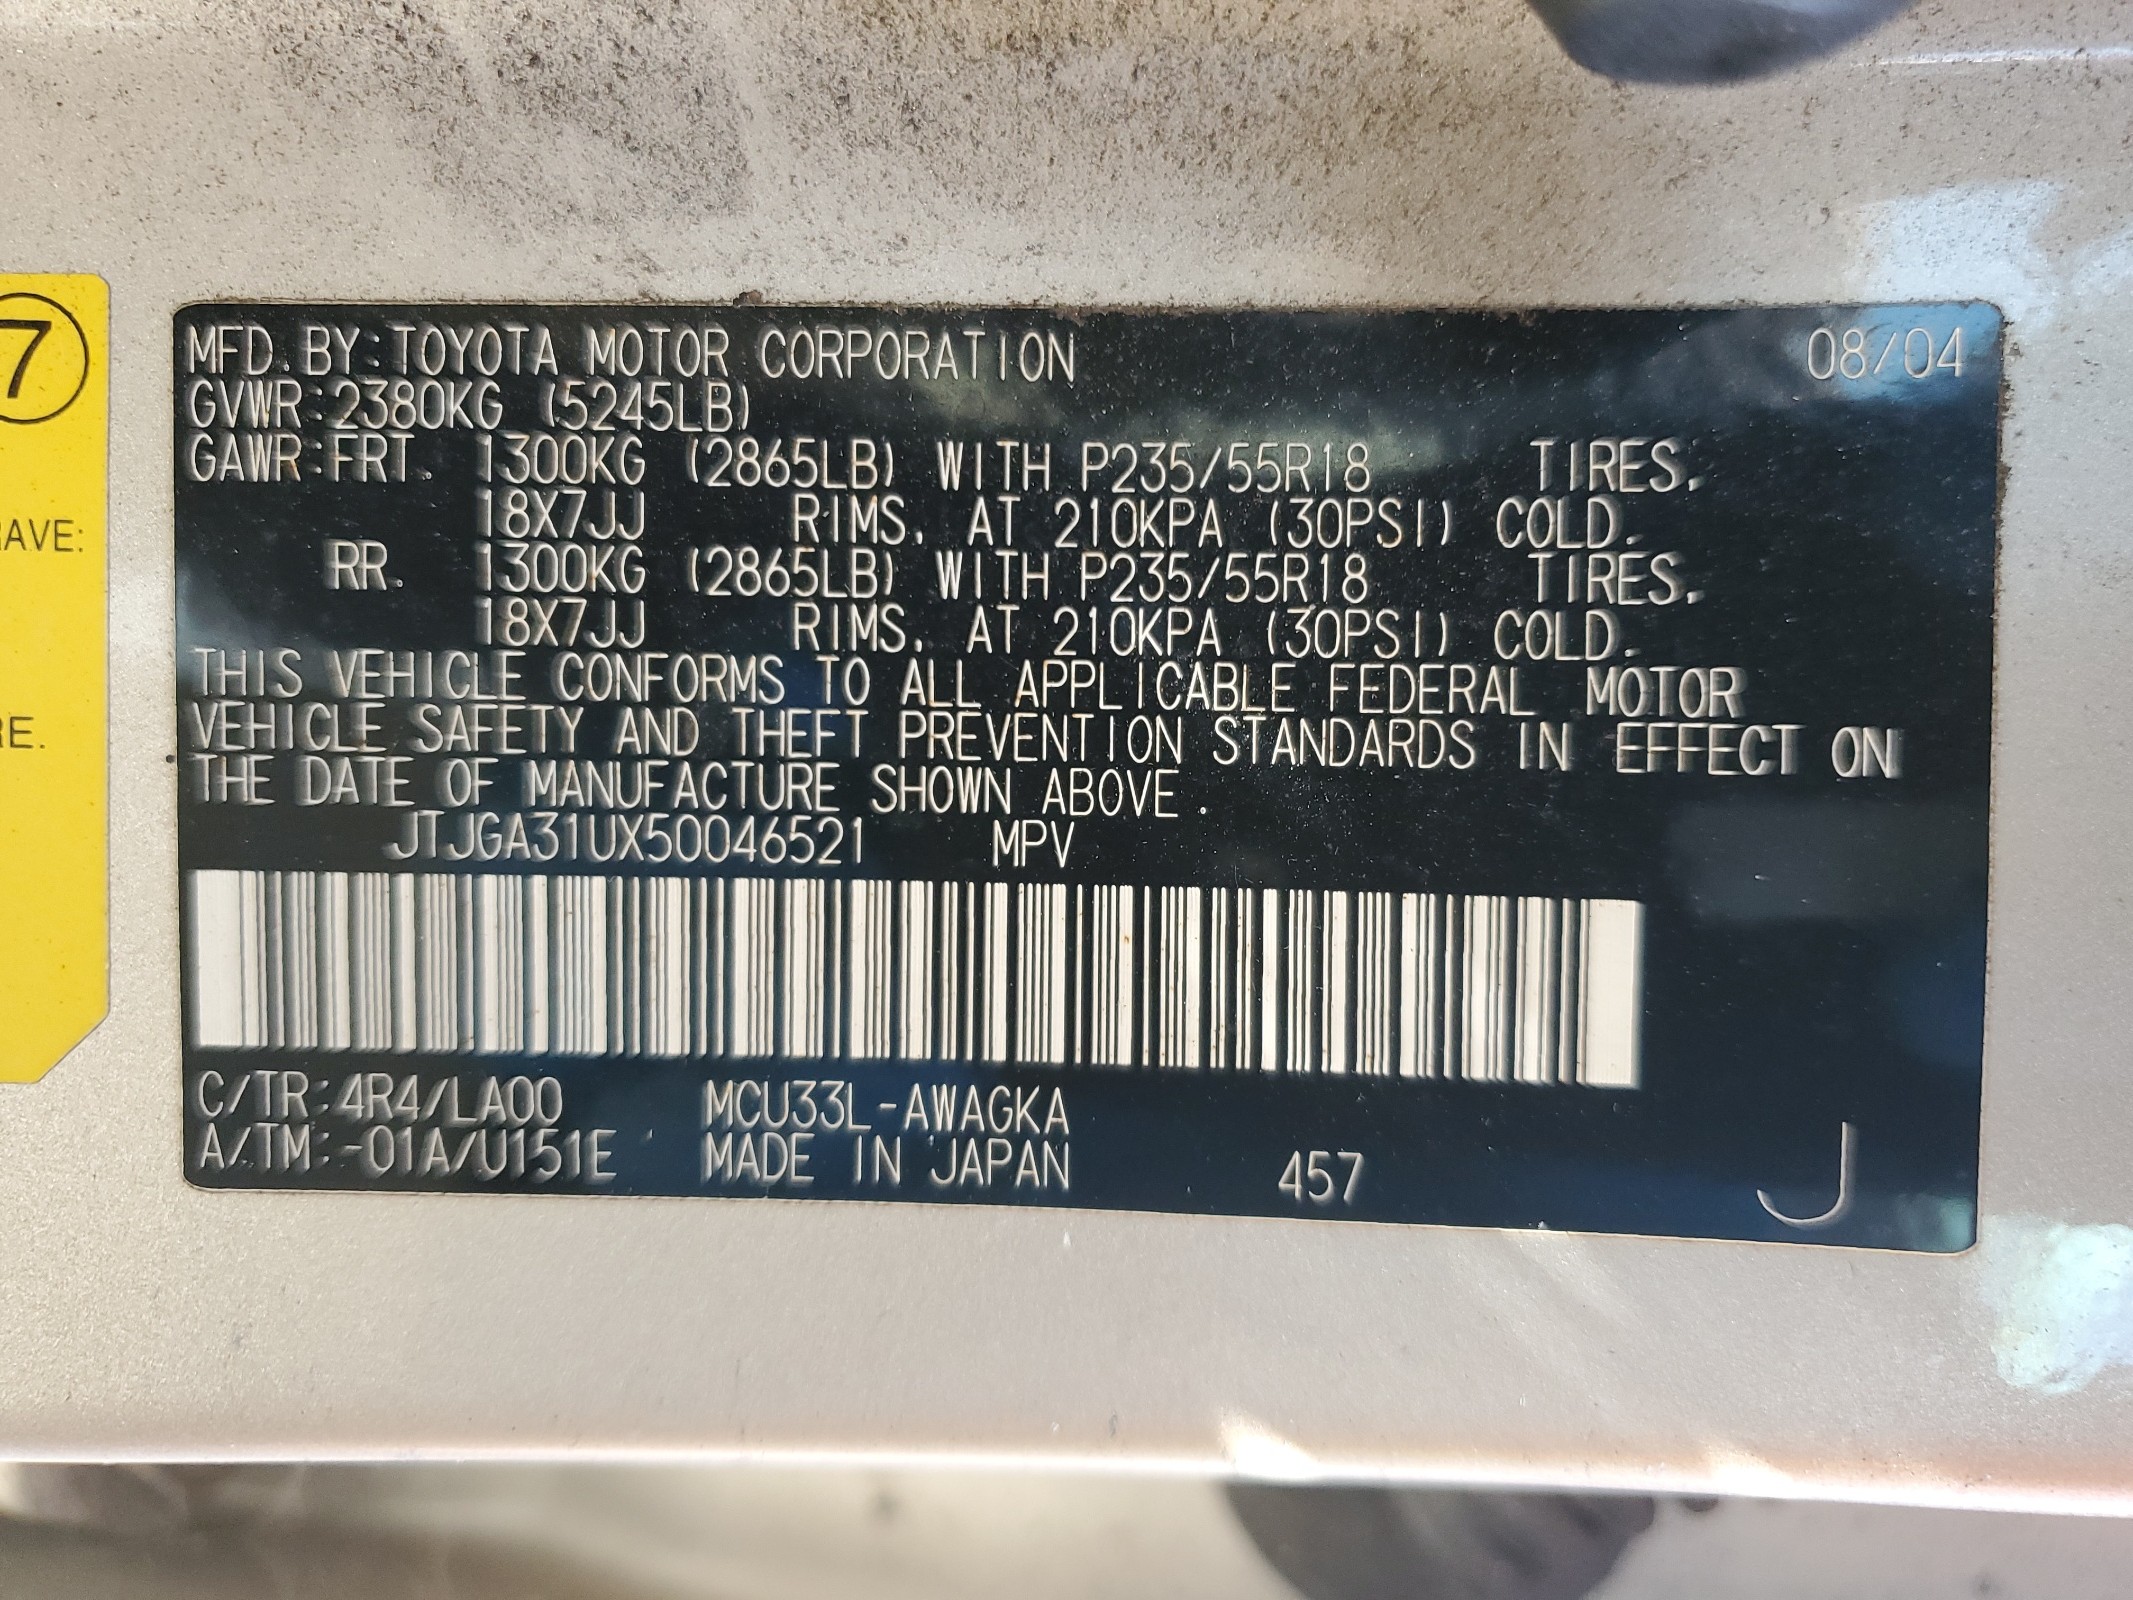 7
RAVE:
RE.
MFD. BY:TOYOTA MOTOR CORPORATION 08/04
GVWR:2380KG (5245LB)
GAWR:FRT. 1300KG (2865LB) WITH P235/55R18 TIRES,
18X7JJ RIMS, AT 210KPA (30PSI) COLD.
RR. 1300KG (2865LB) WITH P235/55R18 TIRES,
18X7JJ RIMS, AT 210KPA (30PSI) COLD.
THIS VEHICLE CONFORMS TO ALL APPLICABLE FEDERAL MOTOR
VEHICLE SAFETY AND THEFT PREVENTION STANDARDS IN EFFECT ON
THE DATE OF MANUFACTURE SHOWN ABOVE.
JTJGA31UX50046521 MPV
C/TR:4R4/LA00 MCU33L-AWAGKA
A/TM:-01A/U151E MADE IN JAPAN 457 J